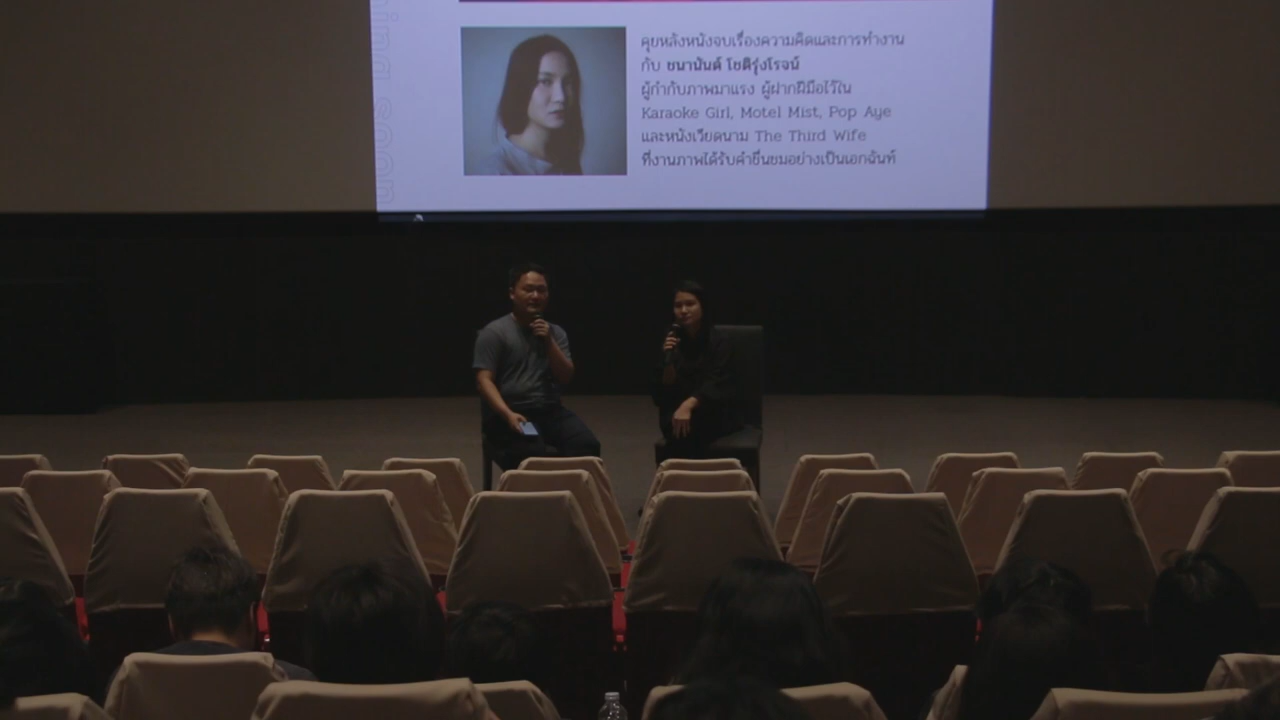 คุยหลังหนังจบเรื่องความคิดและการทำงาน
กับ ชนานันต์ โชติรุ่งโรจน์
ผู้กำกับภาพมาแรง ผู้ฝากฝีมือไว้ใน
Karaoke Girl, Motel Mist, Pop Aye
และหนังเวียดนาม The Third Wife
ที่งานภาพได้รับคำชื่นชมอย่างเป็นเอกฉันท์
soon